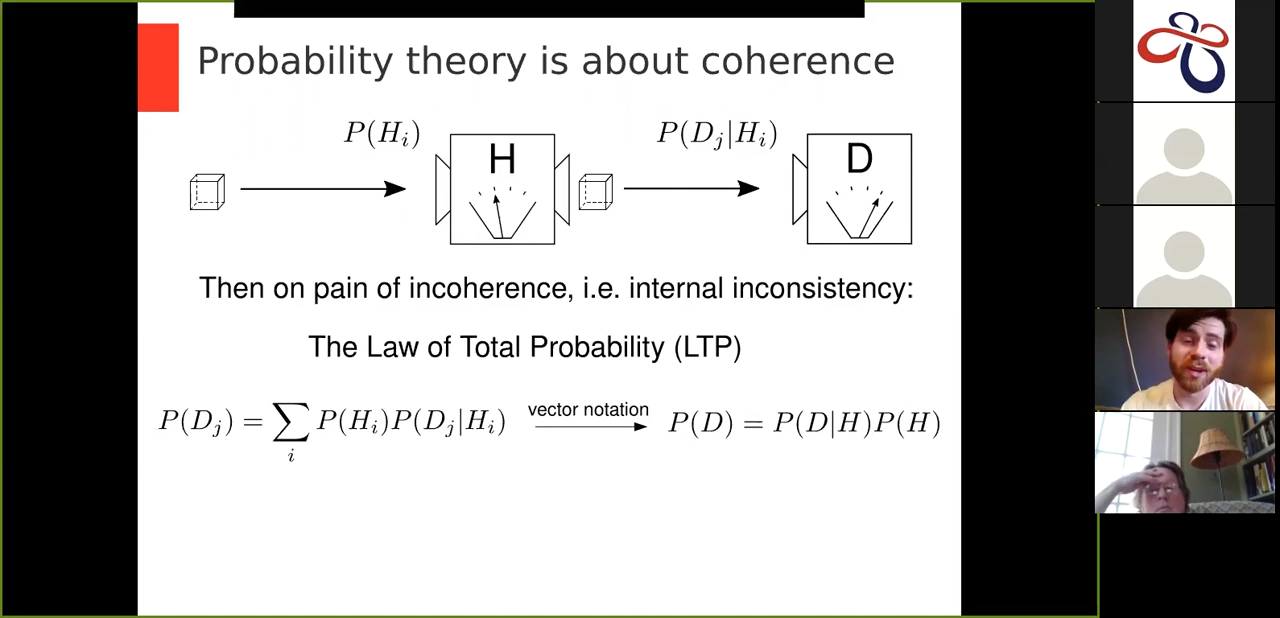 Probability theory is about coherence
P(H_i)
P(D_j|H_i)
H
D
Then on pain of incoherence, i.e. internal inconsistency:
The Law of Total Probability (LTP)
P(D_j) = ∑_i P(H_i)P(D_j|H_i) vector notation P(D) = P(D|H)P(H)